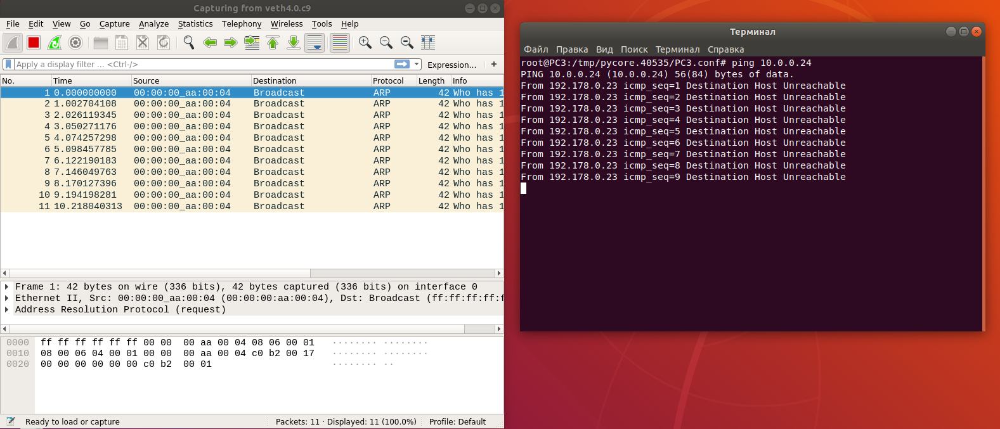 Capturing from veth4.0.c9
File Edit View Go Capture Analyze Statistics Telephony Wireless Tools Help
Apply a display filter ... <Ctrl-/> Expression... +
No. Time Source Destination Protocol Length Info
1 0.000000000 00:00:00_aa:00:04 Broadcast ARP 42 Who has 1
2 1.002704108 00:00:00_aa:00:04 Broadcast ARP 42 Who has 1
3 2.026119345 00:00:00_aa:00:04 Broadcast ARP 42 Who has 1
4 3.050271176 00:00:00_aa:00:04 Broadcast ARP 42 Who has 1
5 4.074257298 00:00:00_aa:00:04 Broadcast ARP 42 Who has 1
6 5.098457785 00:00:00_aa:00:04 Broadcast ARP 42 Who has 1
7 6.122190183 00:00:00_aa:00:04 Broadcast ARP 42 Who has 1
8 7.146049763 00:00:00_aa:00:04 Broadcast ARP 42 Who has 1
9 8.170127396 00:00:00_aa:00:04 Broadcast ARP 42 Who has 1
10 9.194198281 00:00:00_aa:00:04 Broadcast ARP 42 Who has 1
11 10.218040313 00:00:00_aa:00:04 Broadcast ARP 42 Who has 1
Frame 1: 42 bytes on wire (336 bits), 42 bytes captured (336 bits) on interface 0
Ethernet II, Src: 00:00:00_aa:00:04 (00:00:00:aa:00:04), Dst: Broadcast (ff:ff:ff:ff:f
Address Resolution Protocol (request)
0000 ff ff ff ff ff ff 00 00 00 aa 00 04 08 06 00 01 ········ ········
0010 08 00 06 04 00 01 00 00 00 aa 00 04 c0 b2 00 17 ········ ········
0020 00 00 00 00 00 00 c0 b2 00 01 ········ ··
Ready to load or capture Packets: 11 · Displayed: 11 (100.0%) Profile: Default
Терминал
Файл Правка Вид Поиск Терминал Справка
root@PC3:/tmp/pycore.40535/PC3.conf# ping 10.0.0.24
PING 10.0.0.24 (10.0.0.24) 56(84) bytes of data.
From 192.178.0.23 icmp_seq=1 Destination Host Unreachable
From 192.178.0.23 icmp_seq=2 Destination Host Unreachable
From 192.178.0.23 icmp_seq=3 Destination Host Unreachable
From 192.178.0.23 icmp_seq=4 Destination Host Unreachable
From 192.178.0.23 icmp_seq=5 Destination Host Unreachable
From 192.178.0.23 icmp_seq=6 Destination Host Unreachable
From 192.178.0.23 icmp_seq=7 Destination Host Unreachable
From 192.178.0.23 icmp_seq=8 Destination Host Unreachable
From 192.178.0.23 icmp_seq=9 Destination Host Unreachable